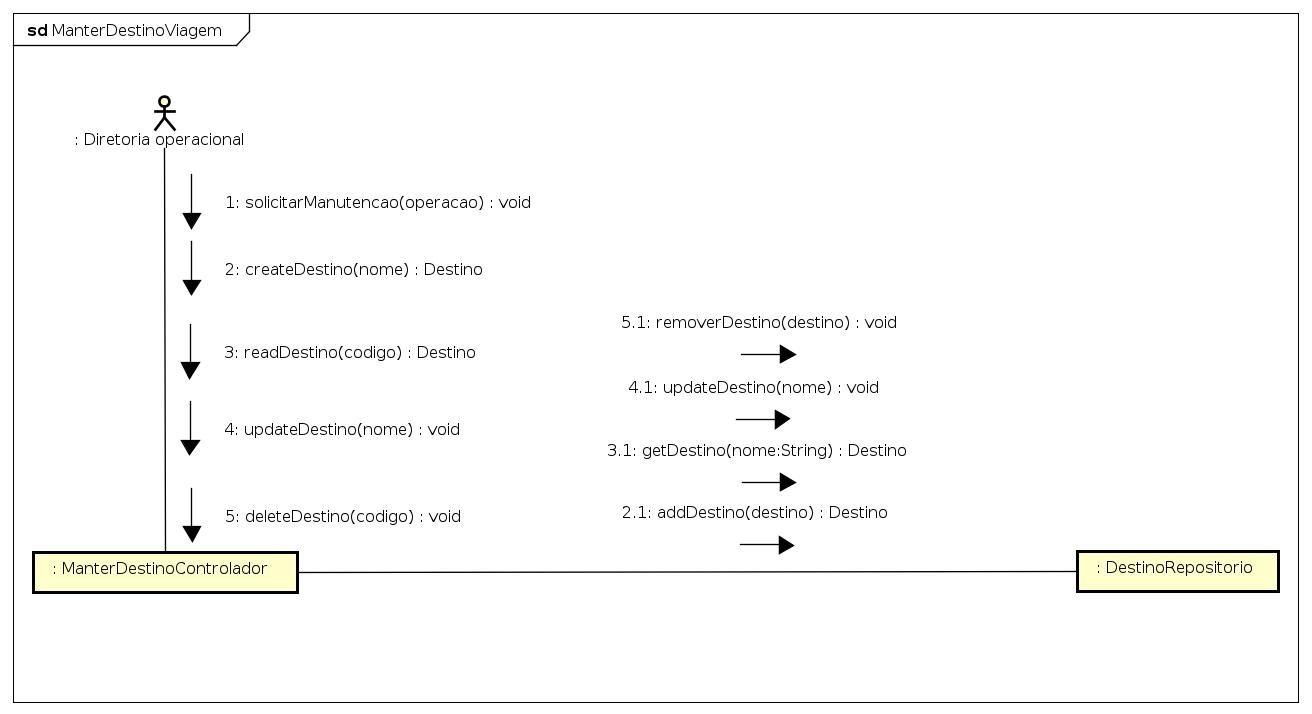 sd ManterDestinoViagem
: Diretoria operacional
1: solicitarManutencao(operacao) : void
2: createDestino(nome) : Destino
5.1: removerDestino(destino) : void
3: readDestino(codigo) : Destino
4.1: updateDestino(nome) : void
4: updateDestino(nome) : void
3.1: getDestino(nome:String) : Destino
2.1: addDestino(destino) : Destino
5: deleteDestino(codigo) : void
: ManterDestinoControlador
: DestinoRepositorio